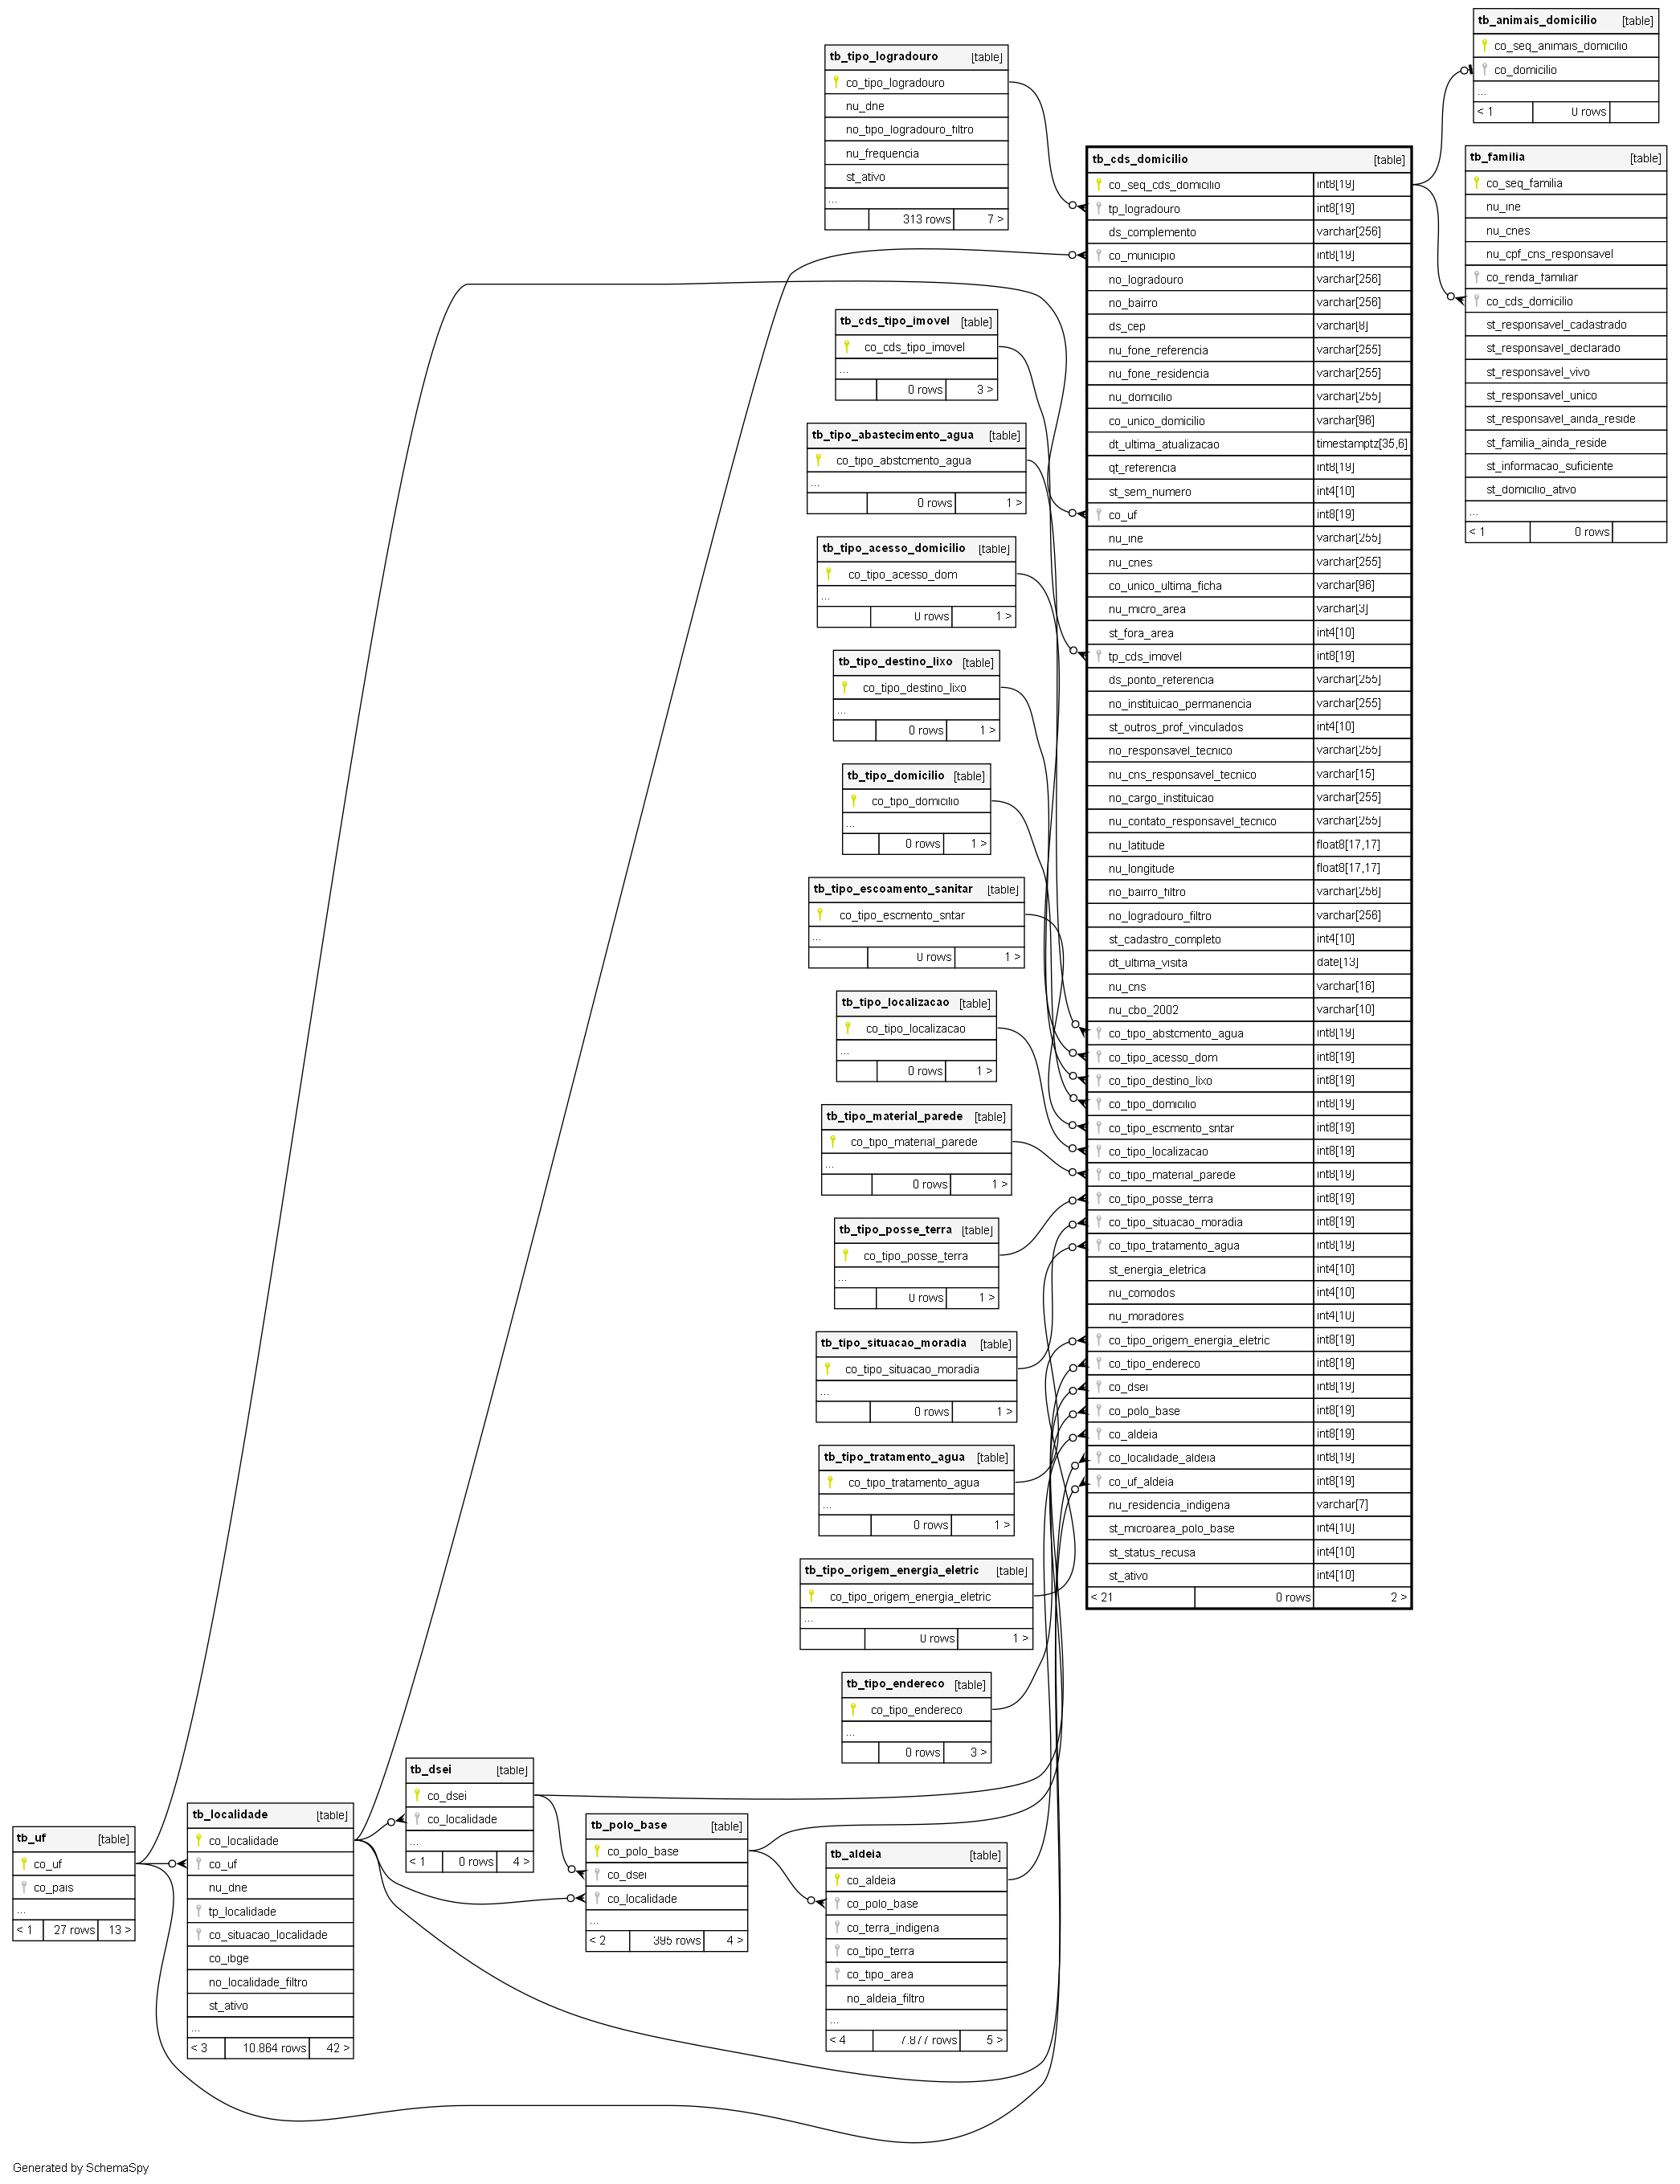 tb_animais_domicilio [table]
co_seq_animais_domicilio
co_domicilio
...
< 1 0 rows
tb_tipo_logradouro [table]
co_tipo_logradouro
nu_dne
no_tipo_logradouro_filtro
nu_frequencia
st_ativo
...
313 rows 7 >
tb_familia [table]
co_seq_familia
nu_ine
nu_cnes
nu_cpf_cns_responsavel
co_renda_familiar
co_cds_domicilio
st_responsavel_cadastrado
st_responsavel_declarado
st_responsavel_vivo
st_responsavel_unico
st_responsavel_ainda_reside
st_familia_ainda_reside
st_informacao_suficiente
st_domicilio_ativo
...
< 1 0 rows
tb_cds_domicilio [table]
co_seq_cds_domicilio int8[19]
tp_logradouro int8[19]
ds_complemento varchar[256]
co_municipio int8[19]
no_logradouro varchar[256]
no_bairro varchar[256]
ds_cep varchar[8]
nu_fone_referencia varchar[255]
nu_fone_residencia varchar[255]
nu_domicilio varchar[255]
co_unico_domicilio varchar[96]
dt_ultima_atualizacao timestamptz[35,6]
qt_referencia int8[19]
st_sem_numero int4[10]
co_uf int8[19]
nu_ine varchar[255]
nu_cnes varchar[255]
co_unico_ultima_ficha varchar[96]
nu_micro_area varchar[3]
st_fora_area int4[10]
tp_cds_imovel int8[19]
ds_ponto_referencia varchar[255]
no_instituicao_permanencia varchar[255]
st_outros_prof_vinculados int4[10]
no_responsavel_tecnico varchar[255]
nu_cns_responsavel_tecnico varchar[15]
no_cargo_instituicao varchar[255]
nu_contato_responsavel_tecnico varchar[255]
nu_latitude float8[17,17]
nu_longitude float8[17,17]
no_bairro_filtro varchar[256]
no_logradouro_filtro varchar[256]
st_cadastro_completo int4[10]
dt_ultima_visita date[13]
nu_cns varchar[16]
nu_cbo_2002 varchar[10]
co_tipo_abstcmento_agua int8[19]
co_tipo_acesso_dom int8[19]
co_tipo_destino_lixo int8[19]
co_tipo_domicilio int8[19]
co_tipo_escmento_sntar int8[19]
co_tipo_localizacao int8[19]
co_tipo_material_parede int8[19]
co_tipo_posse_terra int8[19]
co_tipo_situacao_moradia int8[19]
co_tipo_tratamento_agua int8[19]
st_energia_eletrica int4[10]
nu_comodos int4[10]
nu_moradores int4[10]
co_tipo_origem_energia_eletric int8[19]
co_tipo_endereco int8[19]
co_dsei int8[19]
co_polo_base int8[19]
co_aldeia int8[19]
co_localidade_aldeia int8[19]
co_uf_aldeia int8[19]
nu_residencia_indigena varchar[7]
st_microarea_polo_base int4[10]
st_status_recusa int4[10]
st_ativo int4[10]
< 21 0 rows 2 >
tb_cds_tipo_imovel [table]
co_cds_tipo_imovel
...
0 rows 3 >
tb_tipo_abastecimento_agua [table]
co_tipo_abstcmento_agua
...
0 rows 1 >
tb_tipo_acesso_domicilio [table]
co_tipo_acesso_dom
...
0 rows 1 >
tb_tipo_destino_lixo [table]
co_tipo_destino_lixo
...
0 rows 1 >
tb_tipo_domicilio [table]
co_tipo_domicilio
...
0 rows 1 >
tb_tipo_escoamento_sanitar [table]
co_tipo_escmento_sntar
...
0 rows 1 >
tb_tipo_localizacao [table]
co_tipo_localizacao
...
0 rows 1 >
tb_tipo_material_parede [table]
co_tipo_material_parede
...
0 rows 1 >
tb_tipo_posse_terra [table]
co_tipo_posse_terra
...
0 rows 1 >
tb_tipo_situacao_moradia [table]
co_tipo_situacao_moradia
...
0 rows 1 >
tb_tipo_tratamento_agua [table]
co_tipo_tratamento_agua
...
0 rows 1 >
tb_tipo_origem_energia_eletric [table]
co_tipo_origem_energia_eletric
...
0 rows 1 >
tb_tipo_endereco [table]
co_tipo_endereco
...
0 rows 3 >
tb_dsei [table]
co_dsei
co_localidade
...
< 1 0 rows 4 >
tb_localidade [table]
co_localidade
co_uf
nu_dne
tp_localidade
co_situacao_localidade
co_ibge
no_localidade_filtro
st_ativo
...
< 3 10.864 rows 42 >
tb_uf [table]
co_uf
co_pais
...
< 1 27 rows 13 >
tb_polo_base [table]
co_polo_base
co_dsei
co_localidade
...
< 2 395 rows 4 >
tb_aldeia [table]
co_aldeia
co_polo_base
co_terra_indigena
co_tipo_terra
co_tipo_area
no_aldeia_filtro
...
< 4 7.877 rows 5 >
Generated by SchemaSpy